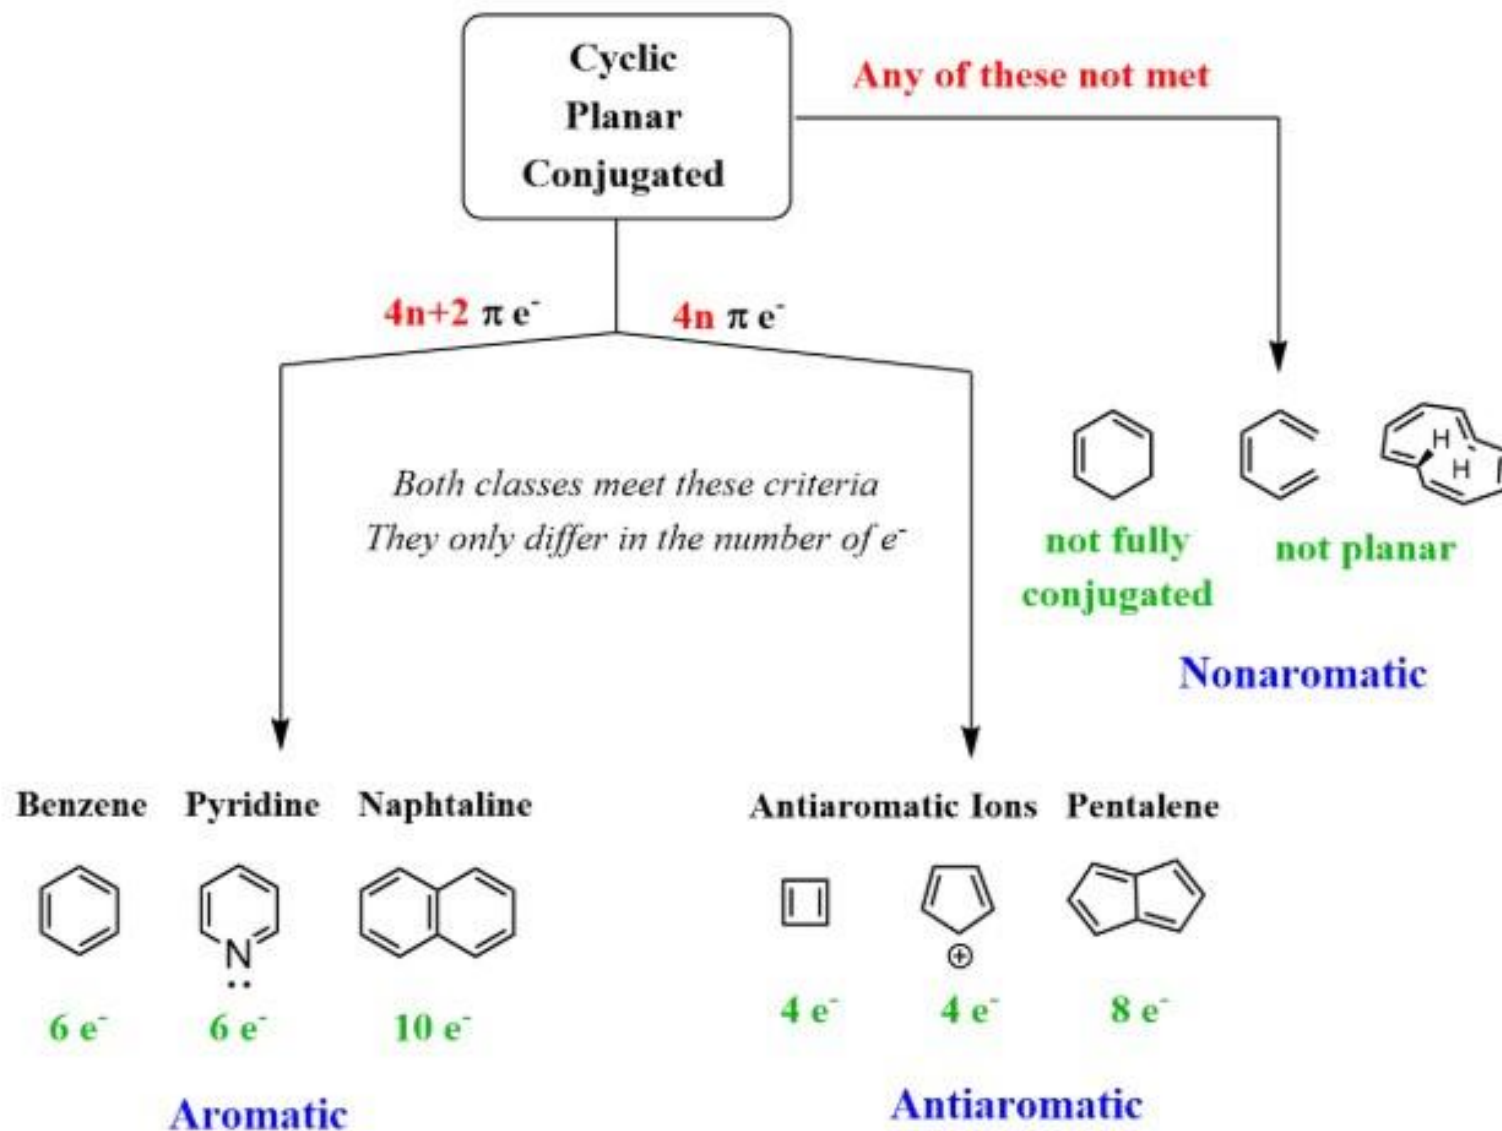 Cyclic
Planar
Conjugated
Any of these not met
4n+2 π e⁻
4n π e⁻
Both classes meet these criteria
They only differ in the number of e⁻
H
H
not fully
conjugated
not planar
Nonaromatic
Benzene Pyridine Naphtaline
N
6 e⁻ 6 e⁻ 10 e⁻
Aromatic
Antiaromatic Ions Pentalene
⊕
4 e⁻ 4 e⁻ 8 e⁻
Antiaromatic